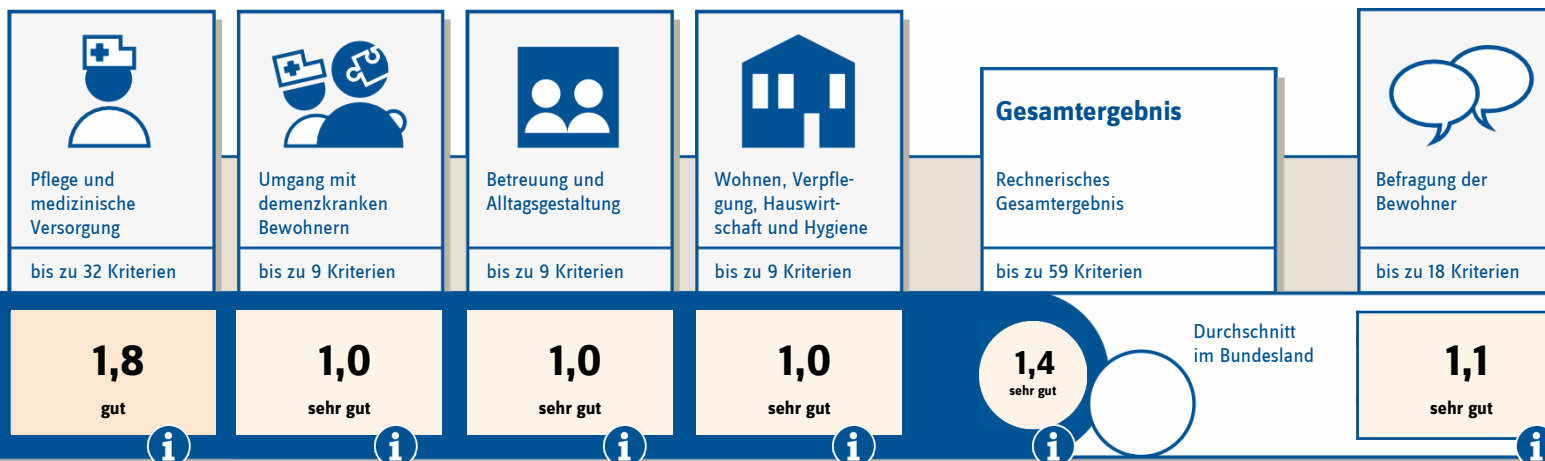 Pflege und
medizinische
Versorgung
bis zu 32 Kriterien
1,8
gut
i
Umgang mit
demenzkranken
Bewohnern
bis zu 9 Kriterien
1,0
sehr gut
i
Betreuung und
Alltagsgestaltung
bis zu 9 Kriterien
1,0
sehr gut
i
Wohnen, Verpfle-
gung, Hauswirt-
schaft und Hygiene
bis zu 9 Kriterien
1,0
sehr gut
i
Gesamtergebnis
Rechnerisches
Gesamtergebnis
bis zu 59 Kriterien
1,4
sehr gut
i
Durchschnitt
im Bundesland
Befragung der
Bewohner
bis zu 18 Kriterien
1,1
sehr gut
i